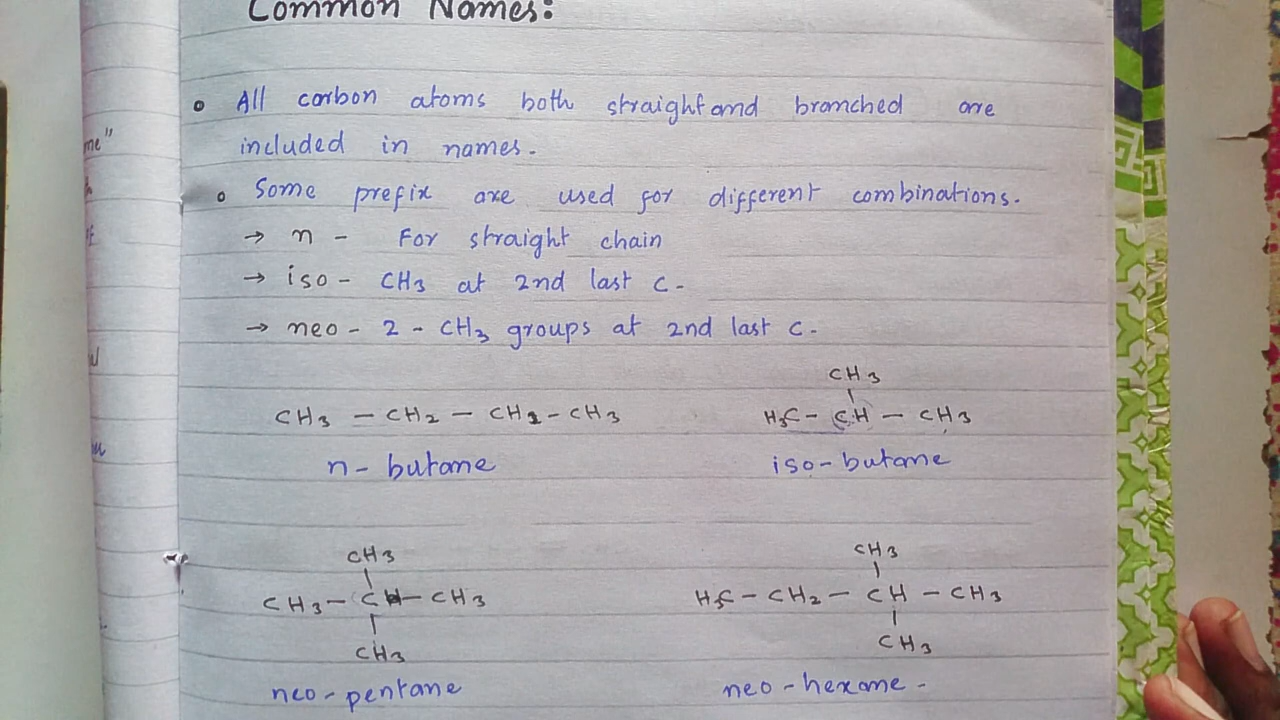 Common Names:
me"
• All carbon atoms both straight and branched are
included in names.
• Some prefix are used for different combinations.
→ n - For straight chain
→ iso - CH3 at 2nd last c.
→ neo - 2 - CH3 groups at 2nd last c.
CH3
CH3 - CH2 - CH2 - CH3 H3C - CH - CH3
n - butane iso - butane
CH3 CH3
CH3 - C - CH3 H3C - CH2 - CH - CH3
CH3 CH3
neo - pentane neo - hexane -